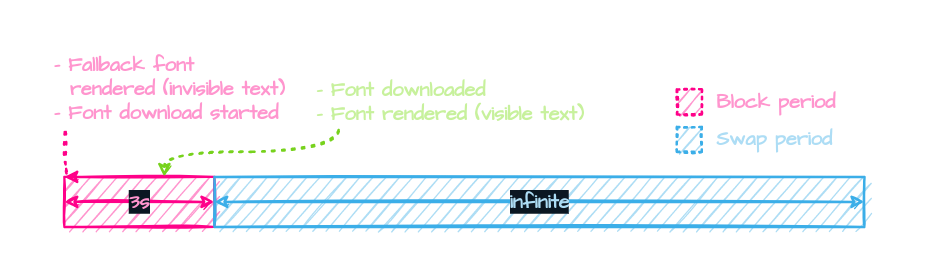 - Fallback font
rendered (invisible text)
- Font download started
- Font downloaded
- Font rendered (visible text)
Block period
Swap period
3s
infinite